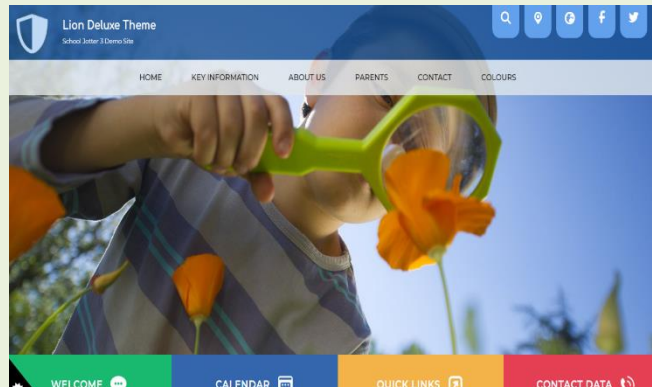 Lion Deluxe Theme
School Jotter 3 Demo Site
HOME KEY INFORMATION ABOUT US PARENTS CONTACT COLOURS
WELCOME CALENDAR QUICK LINKS CONTACT DATA